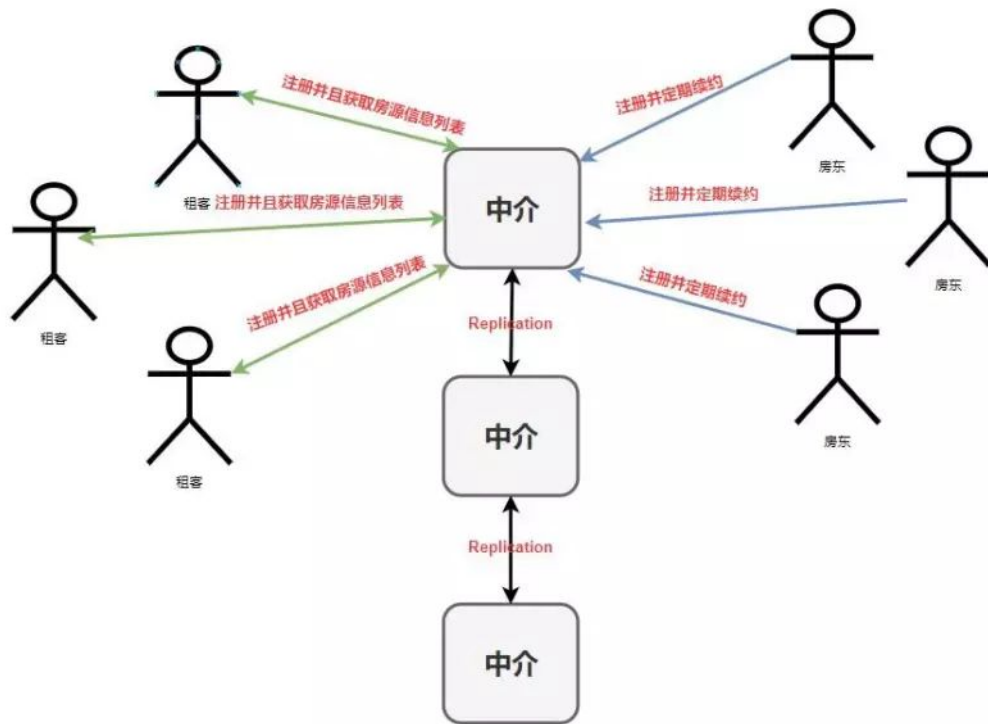 注册并且获取房源信息列表
注册并定期续约
房东
租客
注册并且获取房源信息列表
中介
注册并定期续约
房东
租客
注册并且获取房源信息列表
注册并定期续约
Replication
房东
租客
中介
Replication
中介